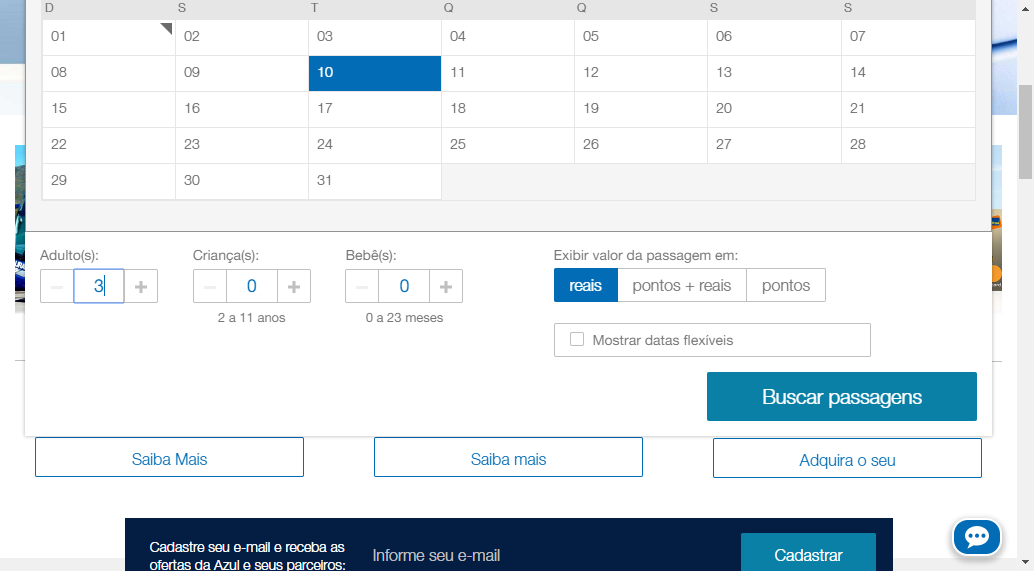 D S T Q Q S S
01 02 03 04 05 06 07
08 09 10 11 12 13 14
15 16 17 18 19 20 21
22 23 24 25 26 27 28
29 30 31
Adulto(s): Criança(s): Bebê(s): Exibir valor da passagem em:
3 0 0 reais pontos + reais pontos
2 a 11 anos 0 a 23 meses
Mostrar datas flexíveis
Buscar passagens
Saiba Mais Saiba mais Adquira o seu
Cadastre seu e-mail e receba as
ofertas da Azul e seus parceiros:
Informe seu e-mail
Cadastrar